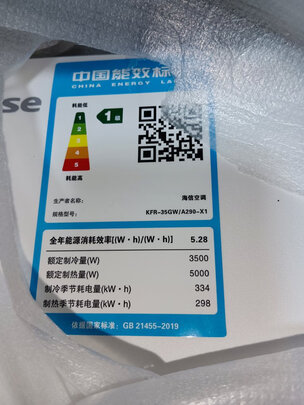 中国能效标
CHINA ENERGY LA
se
耗能低
1
2
3
4
5
1级
耗能高
生产者名称: 海信空调
规格型号: KFR-35GW/A290-X1
全年能源消耗效率[(W・h)/(W・h)] 5.28
额定制冷量(W) 3500
额定制热量(W) 5000
制冷季节耗电量(kW・h) 334
制热季节耗电量(kW・h) 298
依据国家标准: GB 21455-2019